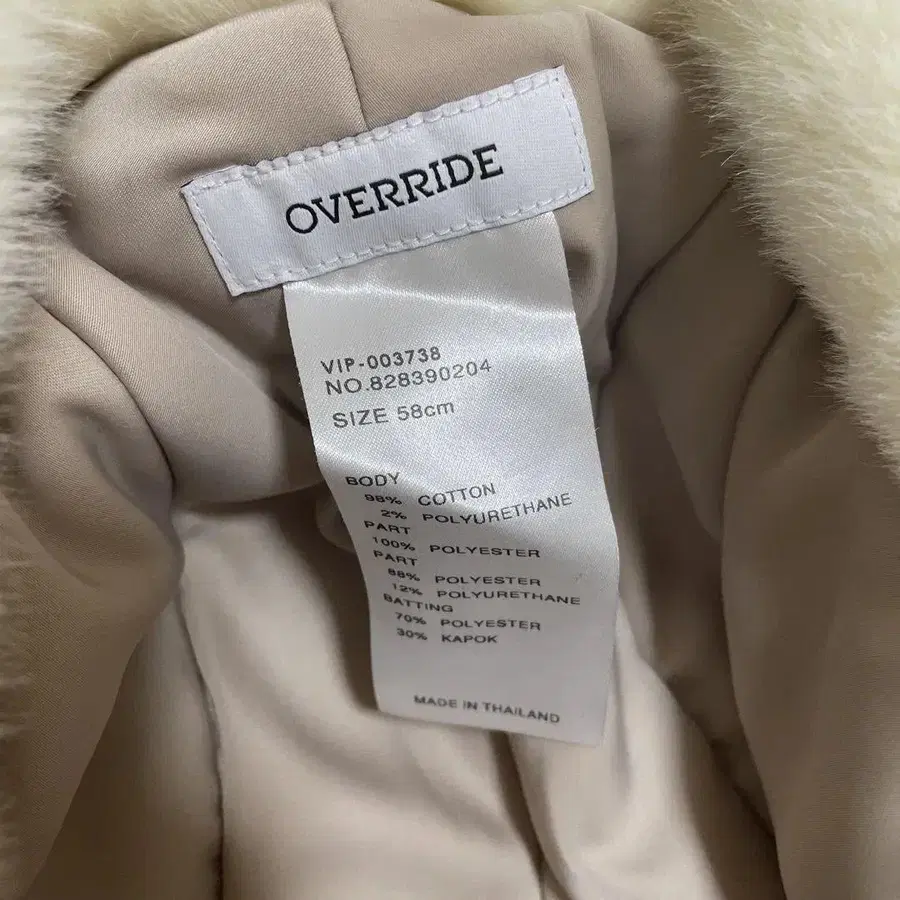 OVERRIDE
VIP-003738
NO.828390204
SIZE 58cm
BODY
98% COTTON
2% POLYURETHANE
PART
100% POLYESTER
PART
88% POLYESTER
12% POLYURETHANE
BATTING
70% POLYESTER
30% KAPOK
MADE IN THAILAND